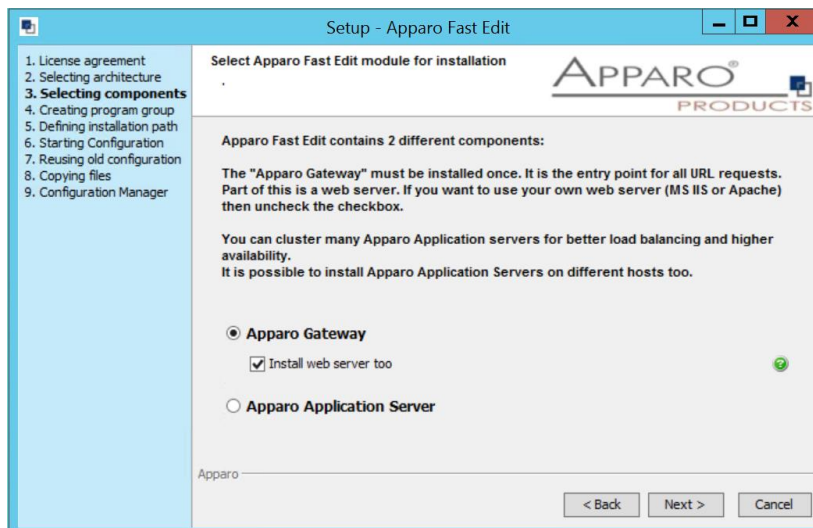 Setup - Apparo Fast Edit
1. License agreement
2. Selecting architecture
3. Selecting components
4. Creating program group
5. Defining installation path
6. Starting Configuration
7. Reusing old configuration
8. Copying files
9. Configuration Manager
Select Apparo Fast Edit module for installation
.
APPARO®
PRODUCTS
Apparo Fast Edit contains 2 different components:
The "Apparo Gateway" must be installed once. It is the entry point for all URL requests.
Part of this is a web server. If you want to use your own web server (MS IIS or Apache)
then uncheck the checkbox.
You can cluster many Apparo Application servers for better load balancing and higher
availability.
It is possible to install Apparo Application Servers on different hosts too.
Apparo Gateway
Install web server too
?
Apparo Application Server
Apparo
< Back
Next >
Cancel